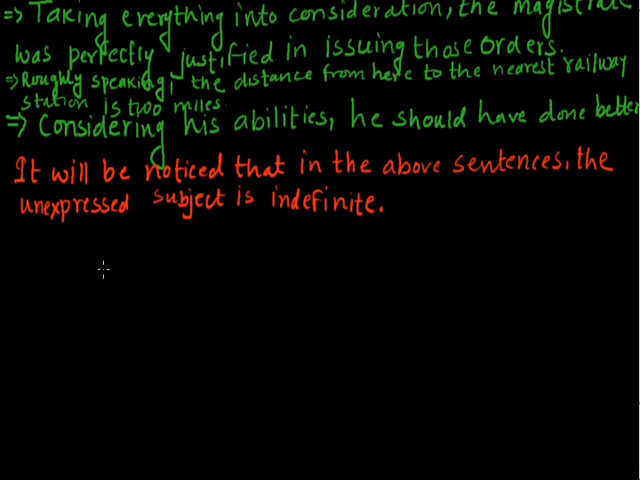 ⇒ Taking everything into consideration, the magistrate
was perfectly justified in issuing those orders.
⇒ Roughly speaking, the distance from here to the nearest railway
station is two miles.
⇒ Considering his abilities, he should have done better
It will be noticed that in the above sentences, the
unexpressed subject is indefinite.